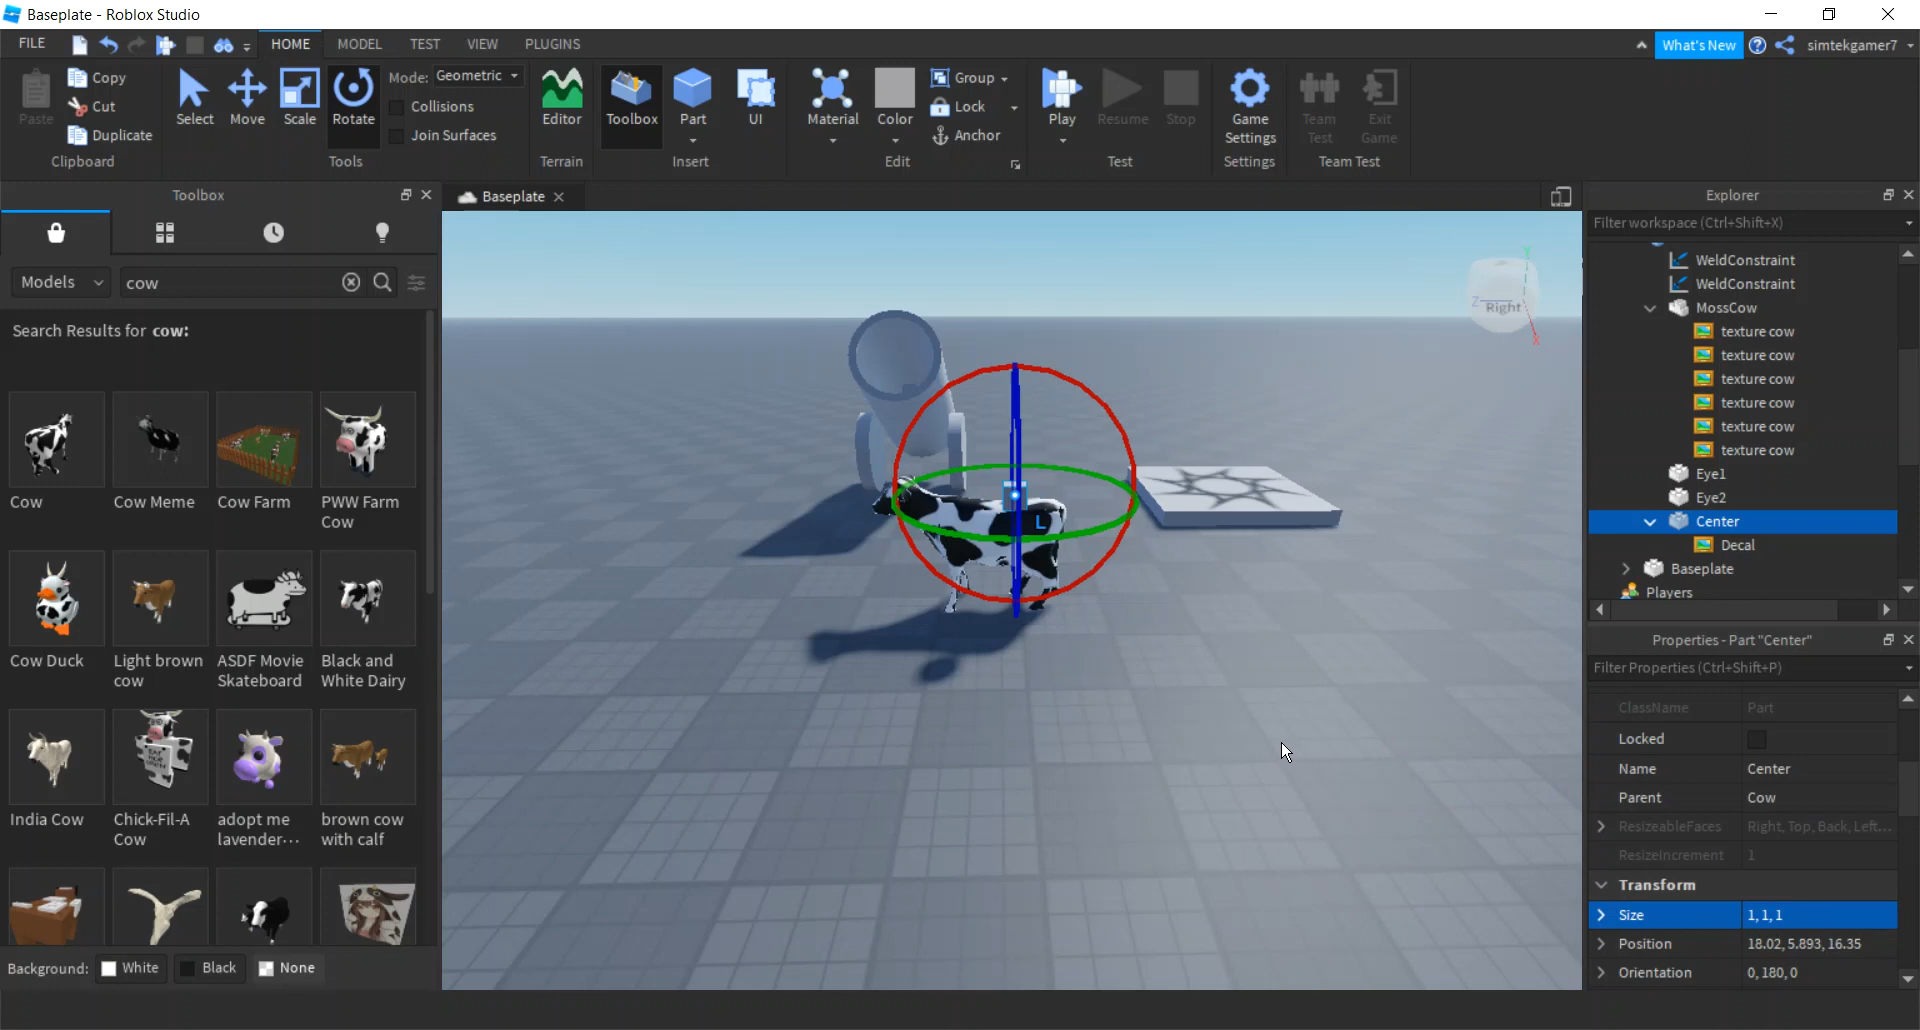 Baseplate - Roblox Studio
FILE
HOME
MODEL
TEST
VIEW
PLUGINS
What's New
simtekgamer7
Paste
Copy
Cut
Duplicate
Clipboard
Select
Move
Scale
Rotate
Mode: Geometric
Collisions
Join Surfaces
Tools
Editor
Terrain
Toolbox
Part
UI
Insert
Material
Color
Group
Lock
Anchor
Edit
Play
Resume
Stop
Test
Game
Settings
Settings
Team
Test
Exit
Game
Team Test
Toolbox
Models
cow
Search Results for cow:
Cow
Cow Meme
Cow Farm
PWW Farm
Cow
Cow Duck
Light brown
cow
ASDF Movie
Skateboard
Black and
White Dairy
India Cow
Chick-Fil-A
Cow
adopt me
lavender···
brown cow
with calf
Background:
White
Black
None
Baseplate
Right
Z
Y
X
L
Explorer
Filter workspace (Ctrl+Shift+X)
WeldConstraint
WeldConstraint
MossCow
texture cow
texture cow
texture cow
texture cow
texture cow
texture cow
Eye1
Eye2
Center
Decal
Baseplate
Players
Properties - Part "Center"
Filter Properties (Ctrl+Shift+P)
ClassName Part
Locked
Name Center
Parent Cow
ResizeableFaces Right, Top, Back, Left,...
ResizeIncrement 1
Transform
Size 1, 1, 1
Position 18.02, 5.893, 16.35
Orientation 0, 180, 0